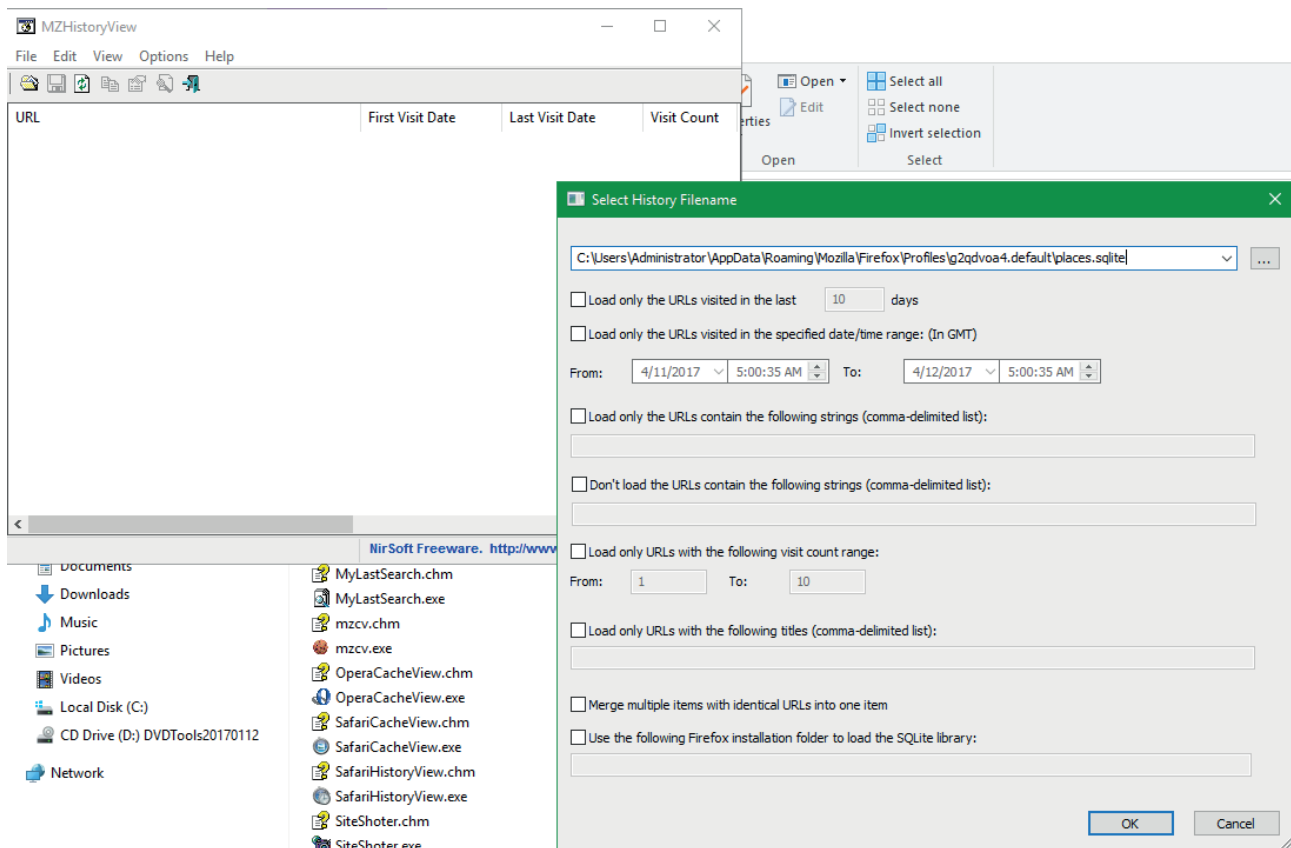 MZHistoryView
File Edit View Options Help
URL First Visit Date Last Visit Date Visit Count
NirSoft Freeware. http://www
Open
Edit
erties
Open
Select all
Select none
Invert selection
Select
Select History Filename
C:\Users\Administrator\AppData\Roaming\Mozilla\Firefox\Profiles\g2qdvoa4.default\places.sqlite
...
Load only the URLs visited in the last 10 days
Load only the URLs visited in the specified date/time range: (In GMT)
From: 4/11/2017 5:00:35 AM To: 4/12/2017 5:00:35 AM
Load only the URLs contain the following strings (comma-delimited list):
Don't load the URLs contain the following strings (comma-delimited list):
Load only URLs with the following visit count range:
From: 1 To: 10
Load only URLs with the following titles (comma-delimited list):
Merge multiple items with identical URLs into one item
Use the following Firefox installation folder to load the SQLite library:
OK Cancel
Documents
Downloads
Music
Pictures
Videos
Local Disk (C:)
CD Drive (D:) DVDTools20170112
Network
MyLastSearch.chm
MyLastSearch.exe
mzcv.chm
mzcv.exe
OperaCacheView.chm
OperaCacheView.exe
SafariCacheView.chm
SafariCacheView.exe
SafariHistoryView.chm
SafariHistoryView.exe
SiteShoter.chm
SiteShoter.exe